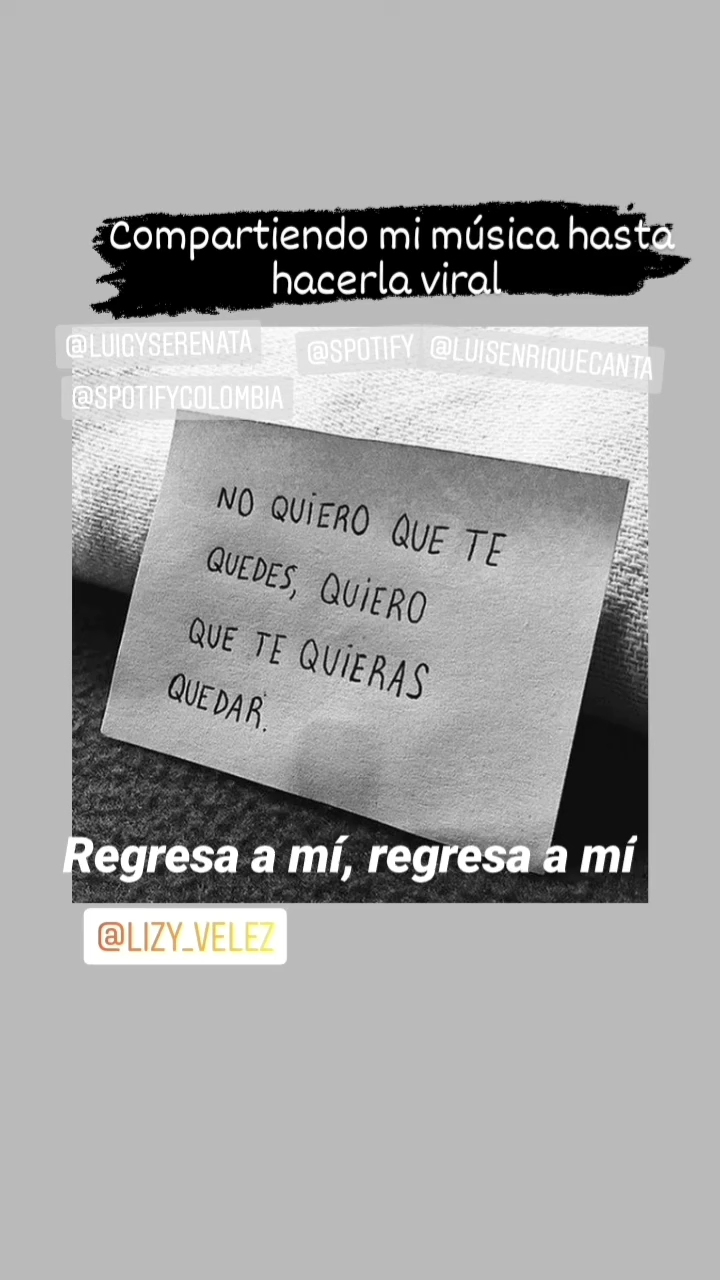 Compartiendo mi música hasta
hacerla viral
@LUIGYSERENATA
@SPOTIFY
@LUISENRIQUECANTA
@SPOTIFYCOLOMBIA
NO QUIERO QUE TE
QUEDES, QUIERO
QUE TE QUIERAS
QUEDAR.
Regresa a mí, regresa a mí
@LIZY_VELEZ